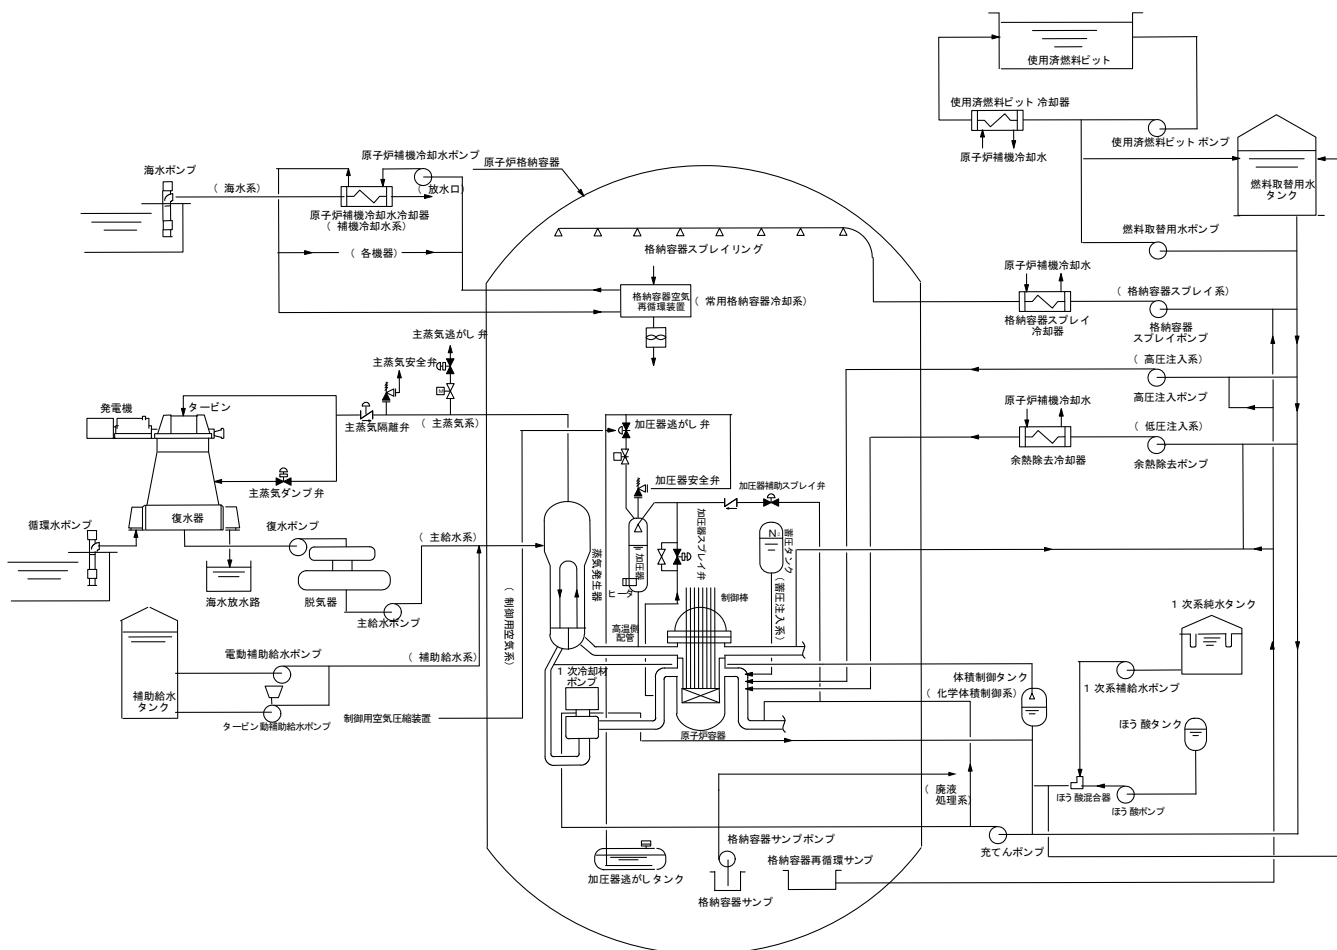 使用済燃料ピット
使用済燃料ピット 冷却器
使用済燃料ピット ポンプ
原子炉補機冷却水
燃料取替用水
タンク
燃料取替用水ポンプ
海水ポンプ
( 海水系)
原子炉補機冷却水ポンプ
( 放水口)
原子炉補機冷却水冷却器
( 補機冷却水系)
( 各機器)
原子炉格納容器
格納容器スプレイリング
格納容器空気
再循環装置
( 常用格納容器冷却系)
原子炉補機冷却水
( 格納容器スプレイ系)
格納容器スプレイ
冷却器
格納容器
スプレイポンプ
( 高圧注入系)
高圧注入ポンプ
原子炉補機冷却水
( 低圧注入系)
余熱除去冷却器
余熱除去ポンプ
主蒸気逃がし弁
主蒸気安全弁
M
発電機
タービン
主蒸気隔離弁
( 主蒸気系)
主蒸気ダンプ弁
復水器
循環水ポンプ
復水ポンプ
海水放水路
脱気器
主給水ポンプ
( 主給水系)
加圧器逃がし弁
加圧器安全弁
加圧器補助スプレイ弁
加圧器スプレイ弁
加圧器
ヒータ
蒸気発生器
N2
蓄圧タンク
( 蓄圧注入系)
制御棒
高温側
配管
( 制御用空気系)
電動補助給水ポンプ
( 補助給水系)
補助給水
タンク
タービン動補助給水ポンプ
制御用空気圧縮装置
1 次冷却材
ポンプ
原子炉容器
体積制御タンク
( 化学体積制御系)
1 次系純水タンク
1 次系補給水ポンプ
ほう酸タンク
ほう酸混合器
ほう酸ポンプ
( 廃液
処理系)
充てんポンプ
格納容器サンプポンプ
格納容器再循環サンプ
加圧器逃がしタンク
格納容器サンプ